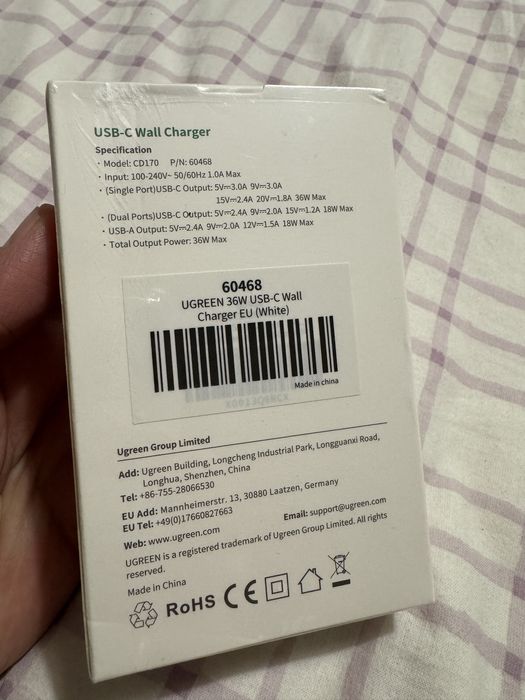 USB-C Wall Charger
Specification
· Model: CD170 P/N: 60468
· Input: 100-240V~ 50/60Hz 1.0A Max
· (Single Port)USB-C Output: 5V⎓3.0A 9V⎓3.0A
15V⎓2.4A 20V⎓1.8A 36W Max
· (Dual Ports)USB-C Output: 5V⎓2.4A 9V⎓2.0A 15V⎓1.2A 18W Max
· USB-A Output: 5V⎓2.4A 9V⎓2.0A 12V⎓1.5A 18W Max
· Total Output Power: 36W Max
60468
UGREEN 36W USB-C Wall
Charger EU (White)
Made in china
Ugreen Group Limited
Add: Ugreen Building, Longcheng Industrial Park, Longguanxi Road,
Longhua, Shenzhen, China
Tel: +86-755-28066530
EU Add: Mannheimerstr. 13, 30880 Laatzen, Germany
EU Tel: +49(0)17660827663
Email: support@ugreen.com
Web: www.ugreen.com
UGREEN is a registered trademark of Ugreen Group Limited. All rights
reserved.
Made in China
RoHS CE